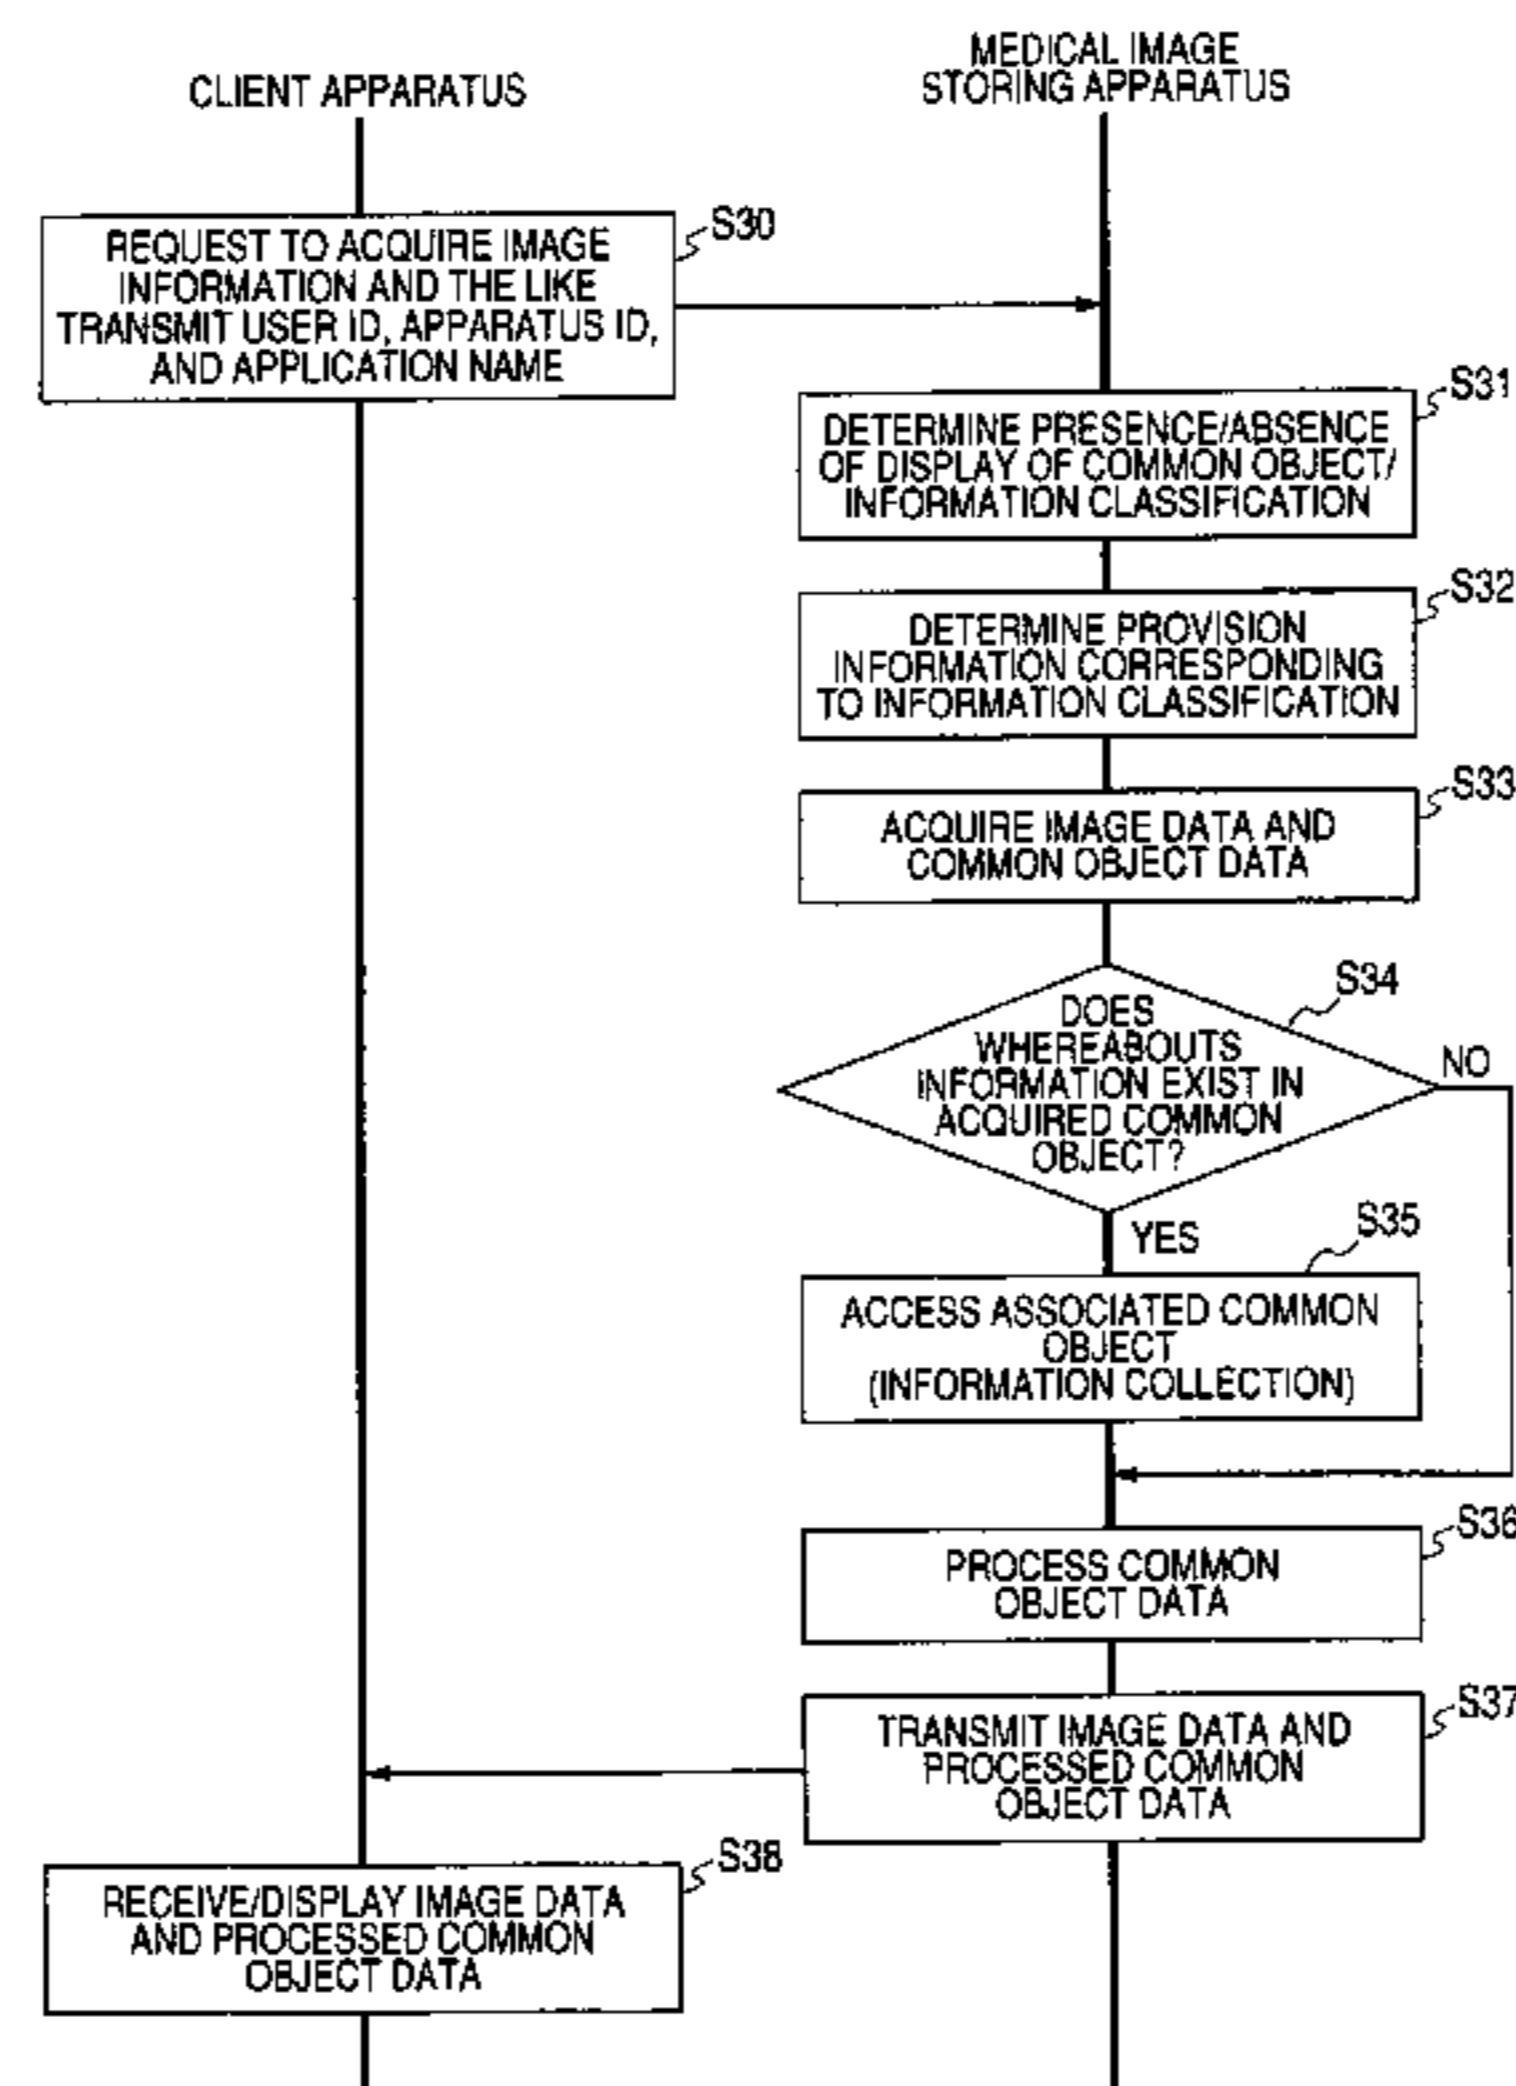 CLIENT APPARATUS
MEDICAL IMAGE
STORING APPARATUS
S30
REQUEST TO ACQUIRE IMAGE
INFORMATION AND THE LIKE
TRANSMIT USER ID, APPARATUS ID,
AND APPLICATION NAME
S31
DETERMINE PRESENCE/ABSENCE
OF DISPLAY OF COMMON OBJECT/
INFORMATION CLASSIFICATION
S32
DETERMINE PROVISION
INFORMATION CORRESPONDING
TO INFORMATION CLASSIFICATION
S33
ACQUIRE IMAGE DATA AND
COMMON OBJECT DATA
S34
DOES
WHEREABOUTS
INFORMATION EXIST IN
ACQUIRED COMMON
OBJECT?
NO
YES
S35
ACCESS ASSOCIATED COMMON
OBJECT
(INFORMATION COLLECTION)
S36
PROCESS COMMON
OBJECT DATA
S37
TRANSMIT IMAGE DATA AND
PROCESSED COMMON
OBJECT DATA
S38
RECEIVE/DISPLAY IMAGE DATA
AND PROCESSED COMMON
OBJECT DATA